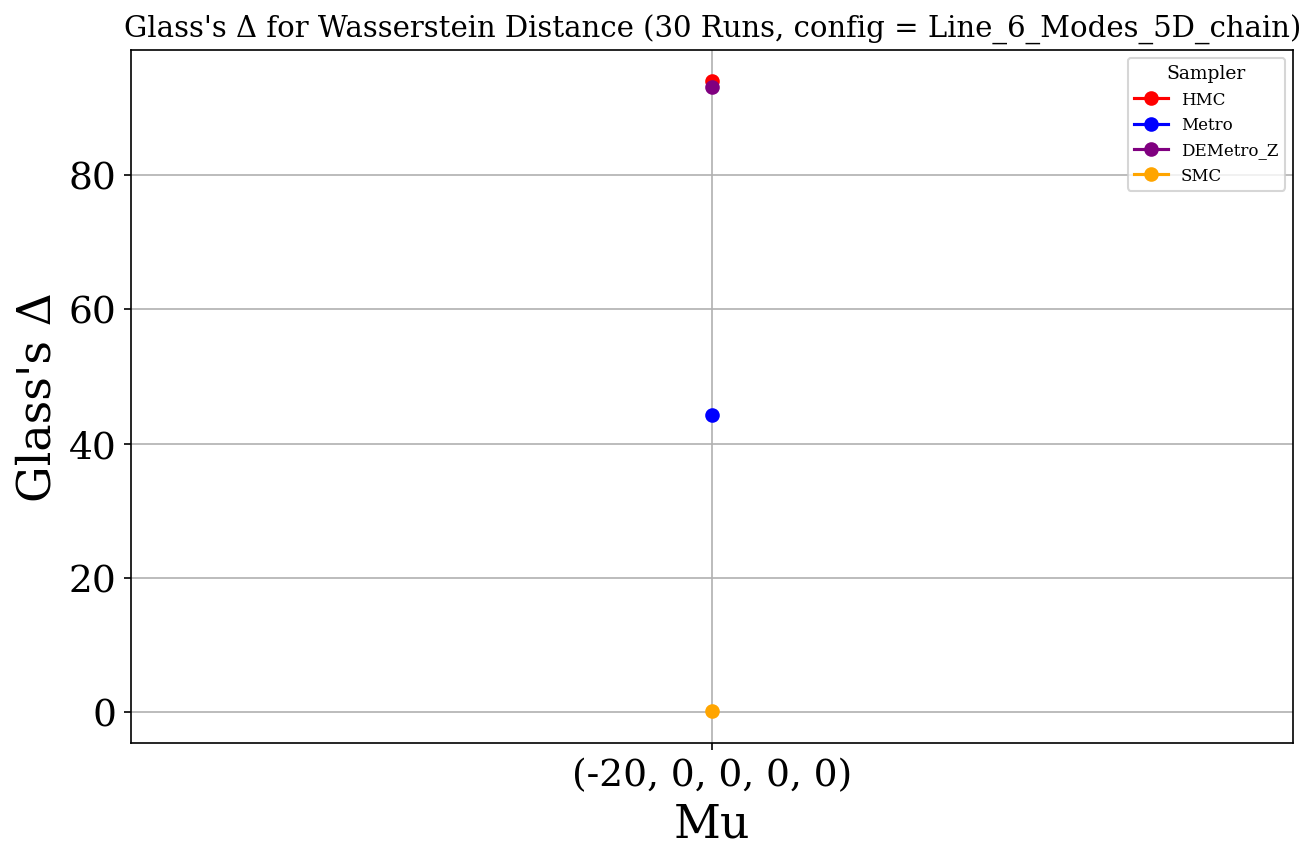 Glass's Δ for Wasserstein Distance (30 Runs, config = Line_6_Modes_5D_chain)
Sampler
HMC
Metro
DEMetro_Z
SMC
Glass's Δ
80
60
40
20
0
(-20, 0, 0, 0, 0)
Mu